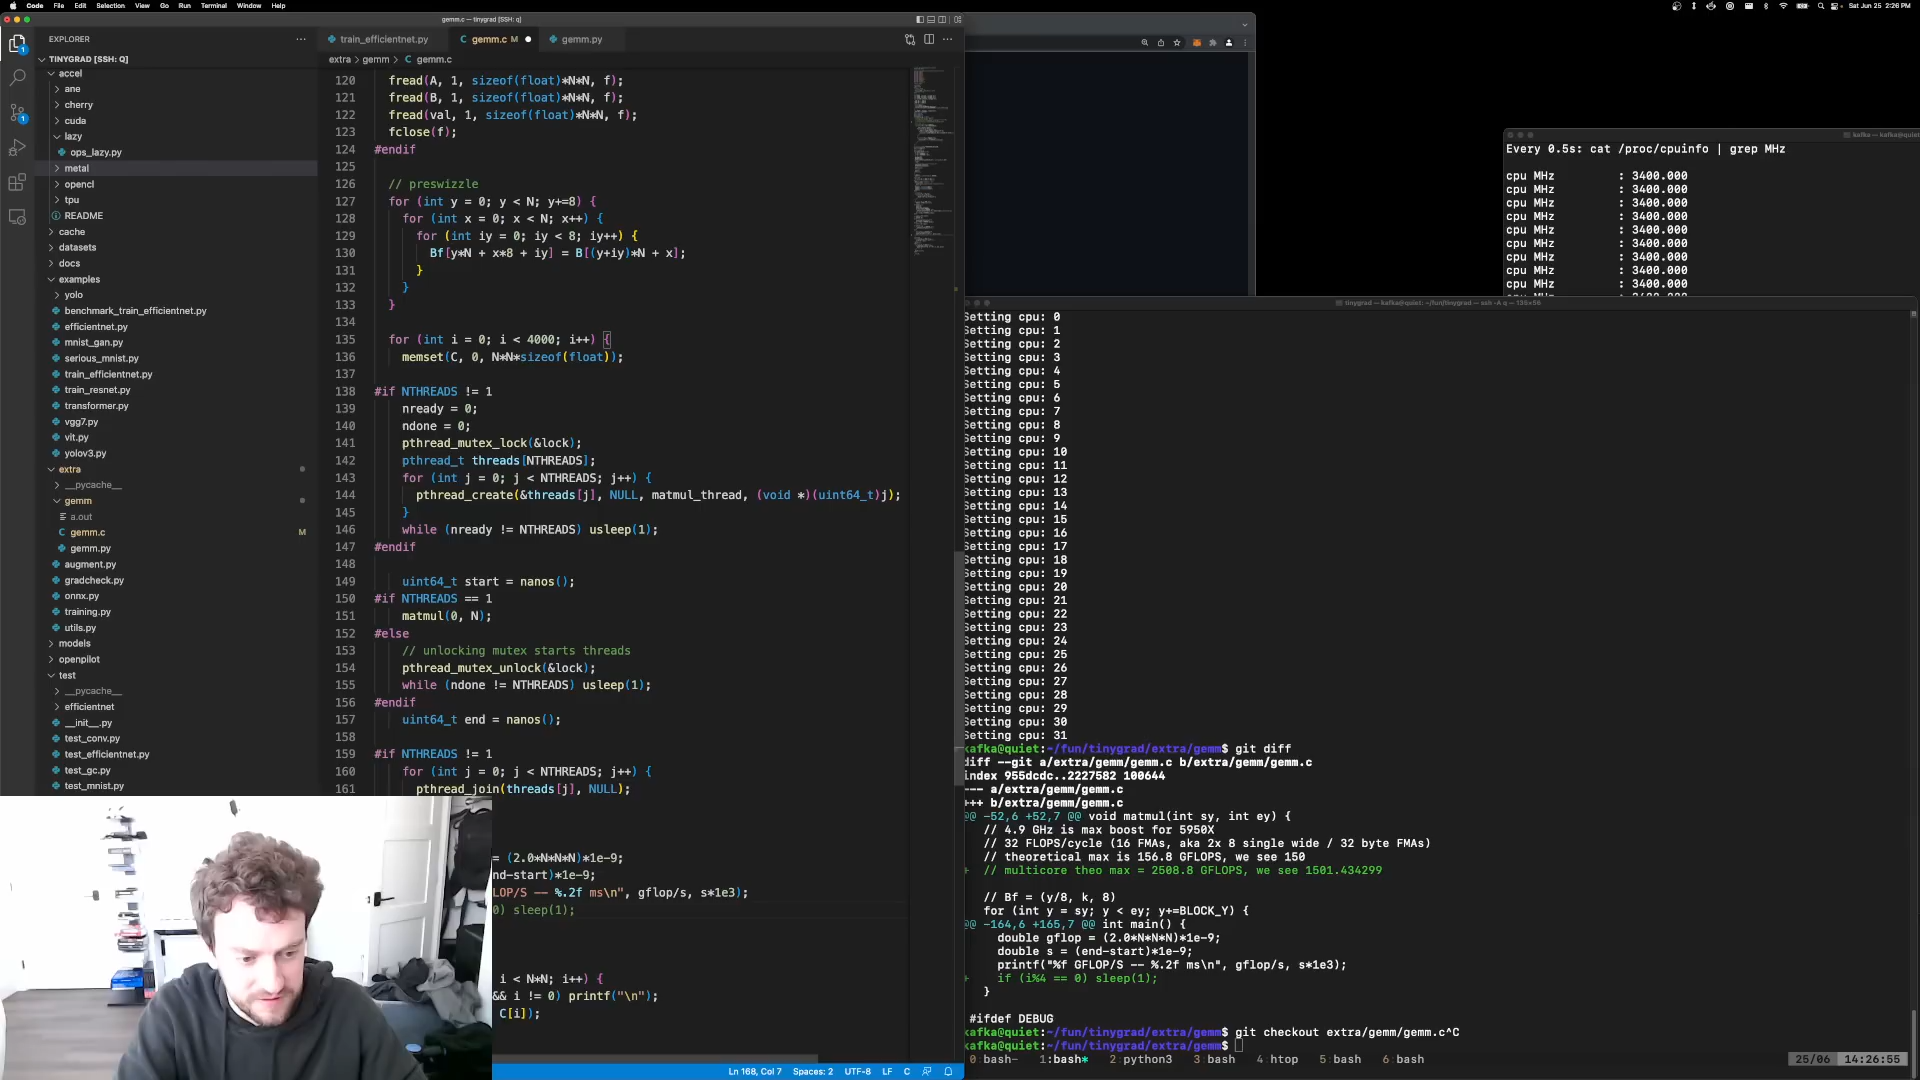 Code File Edit Selection View Go Run Terminal Window Help
Sat Jun 25 2:26 PM
gemm.c — tinygrad [SSH: q]
EXPLORER
train_efficientnet.py
gemm.c M
gemm.py
TINYGRAD [SSH: Q]
extra > gemm > gemm.c
accel
ane
cherry
cuda
lazy
ops_lazy.py
metal
opencl
tpu
README
cache
datasets
docs
examples
yolo
benchmark_train_efficientnet.py
efficientnet.py
mnist_gan.py
serious_mnist.py
train_efficientnet.py
train_resnet.py
transformer.py
vgg7.py
vit.py
yolov3.py
extra
__pycache__
gemm
a.out
gemm.c M
gemm.py
augment.py
gradcheck.py
onnx.py
training.py
utils.py
models
openpilot
test
__pycache__
efficientnet
__init__.py
test_conv.py
test_efficientnet.py
test_gc.py
test_mnist.py
120 fread(A, 1, sizeof(float)*N*N, f);
121 fread(B, 1, sizeof(float)*N*N, f);
122 fread(val, 1, sizeof(float)*N*N, f);
123 fclose(f);
124 #endif
125
126 // preswizzle
127 for (int y = 0; y < N; y+=8) {
128 for (int x = 0; x < N; x++) {
129 for (int iy = 0; iy < 8; iy++) {
130 Bf[y*N + x*8 + iy] = B[(y+iy)*N + x];
131 }
132 }
133 }
134
135 for (int i = 0; i < 4000; i++) {
136 memset(C, 0, N*N*sizeof(float));
137
138 #if NTHREADS != 1
139 nready = 0;
140 ndone = 0;
141 pthread_mutex_lock(&lock);
142 pthread_t threads[NTHREADS];
143 for (int j = 0; j < NTHREADS; j++) {
144 pthread_create(&threads[j], NULL, matmul_thread, (void *)(uint64_t)j);
145 }
146 while (nready != NTHREADS) usleep(1);
147 #endif
148
149 uint64_t start = nanos();
150 #if NTHREADS == 1
151 matmul(0, N);
152 #else
153 // unlocking mutex starts threads
154 pthread_mutex_unlock(&lock);
155 while (ndone != NTHREADS) usleep(1);
156 #endif
157 uint64_t end = nanos();
158
159 #if NTHREADS != 1
160 for (int j = 0; j < NTHREADS; j++) {
161 pthread_join(threads[j], NULL);
= (2.0*N*N*N)*1e-9;
nd-start)*1e-9;
LOP/S -- %.2f ms\n", gflop/s, s*1e3);
0) sleep(1);
i < N*N; i++) {
&& i != 0) printf("\n");
C[i]);
Ln 168, Col 7 Spaces: 2 UTF-8 LF C
Every 0.5s: cat /proc/cpuinfo | grep MHz
cpu MHz : 3400.000
cpu MHz : 3400.000
cpu MHz : 3400.000
cpu MHz : 3400.000
cpu MHz : 3400.000
cpu MHz : 3400.000
cpu MHz : 3400.000
cpu MHz : 3400.000
cpu MHz : 3400.000
tinygrad — kafka@quiet: ~/fun/tinygrad — ssh -A q — 138×56
Setting cpu: 0
Setting cpu: 1
Setting cpu: 2
Setting cpu: 3
Setting cpu: 4
Setting cpu: 5
Setting cpu: 6
Setting cpu: 7
Setting cpu: 8
Setting cpu: 9
Setting cpu: 10
Setting cpu: 11
Setting cpu: 12
Setting cpu: 13
Setting cpu: 14
Setting cpu: 15
Setting cpu: 16
Setting cpu: 17
Setting cpu: 18
Setting cpu: 19
Setting cpu: 20
Setting cpu: 21
Setting cpu: 22
Setting cpu: 23
Setting cpu: 24
Setting cpu: 25
Setting cpu: 26
Setting cpu: 27
Setting cpu: 28
Setting cpu: 29
Setting cpu: 30
Setting cpu: 31
kafka@quiet:~/fun/tinygrad/extra/gemm$ git diff
diff --git a/extra/gemm/gemm.c b/extra/gemm/gemm.c
index 955dcdc..2227582 100644
--- a/extra/gemm/gemm.c
+++ b/extra/gemm/gemm.c
@@ -52,6 +52,7 @@ void matmul(int sy, int ey) {
// 4.9 GHz is max boost for 5950X
// 32 FLOPS/cycle (16 FMAs, aka 2x 8 single wide / 32 byte FMAs)
// theoretical max is 156.8 GFLOPS, we see 150
+ // multicore theo max = 2508.8 GFLOPS, we see 1501.434299
// Bf = (y/8, k, 8)
for (int y = sy; y < ey; y+=BLOCK_Y) {
@@ -164,6 +165,7 @@ int main() {
double gflop = (2.0*N*N*N)*1e-9;
double s = (end-start)*1e-9;
printf("%f GFLOP/S -- %.2f ms\n", gflop/s, s*1e3);
+ if (i%4 == 0) sleep(1);
}
#ifdef DEBUG
kafka@quiet:~/fun/tinygrad/extra/gemm$ git checkout extra/gemm/gemm.c^C
kafka@quiet:~/fun/tinygrad/extra/gemm$
0:bash- 1:bash* 2:python3 3:bash 4:htop 5:bash 6:bash
25/06 14:26:55